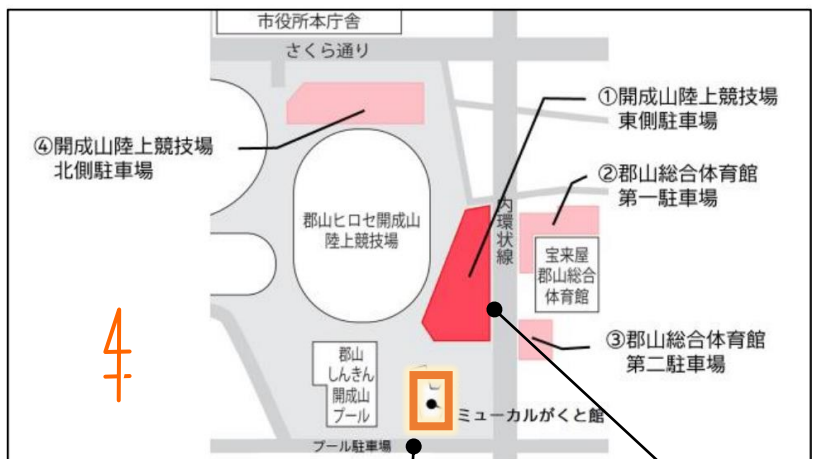 市役所本庁舎
さくら通り
①開成山陸上競技場
東側駐車場
④開成山陸上競技場
北側駐車場
②郡山総合体育館
第一駐車場
郡山ヒロセ開成山
陸上競技場
内環状線
宝来屋
郡山総合
体育館
③郡山総合体育館
第二駐車場
郡山
しんきん
開成山
プール
ミューカルがくと館
プール駐車場